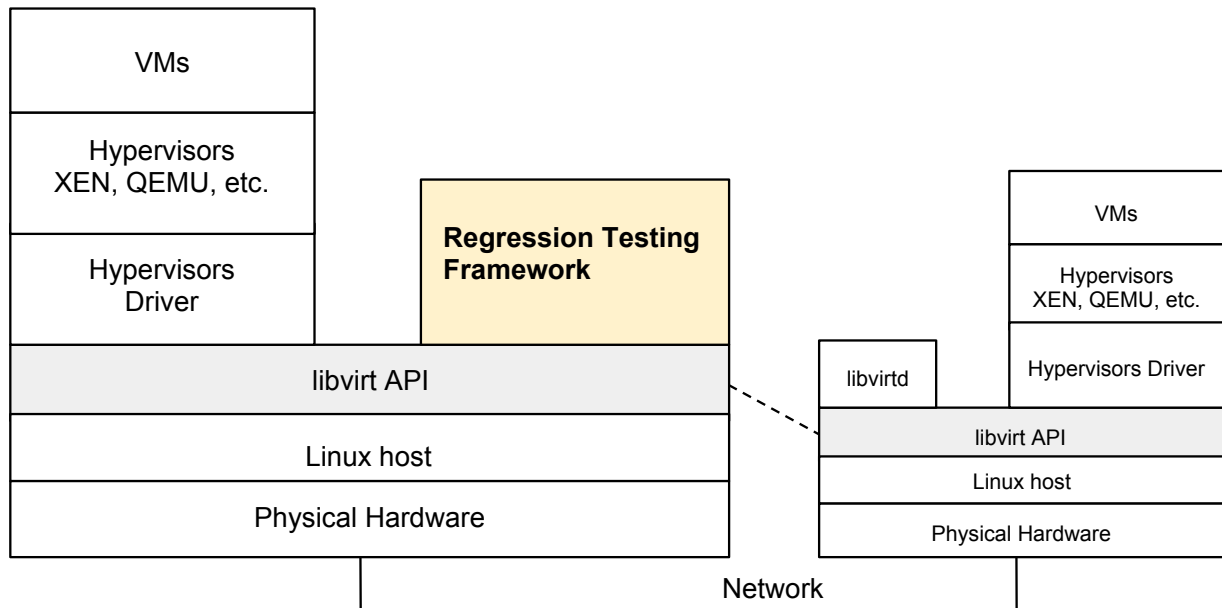 VMs
Hypervisors
XEN, QEMU, etc.
Hypervisors
Driver
Regression Testing
Framework
libvirt API
Linux host
Physical Hardware
VMs
Hypervisors
XEN, QEMU, etc.
Hypervisors Driver
libvirtd
libvirt API
Linux host
Physical Hardware
Network